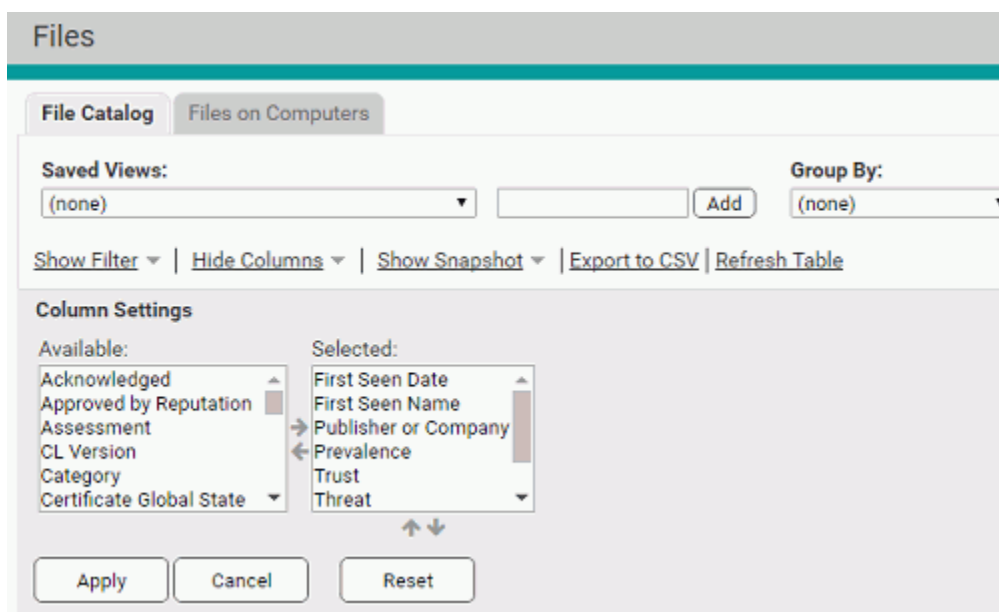 Files
File Catalog Files on Computers
Saved Views: Group By:
(none) Add (none)
Show Filter | Hide Columns | Show Snapshot | Export to CSV | Refresh Table
Column Settings
Available: Selected:
Acknowledged First Seen Date
Approved by Reputation First Seen Name
Assessment Publisher or Company
CL Version Prevalence
Category Trust
Certificate Global State Threat
Apply Cancel Reset